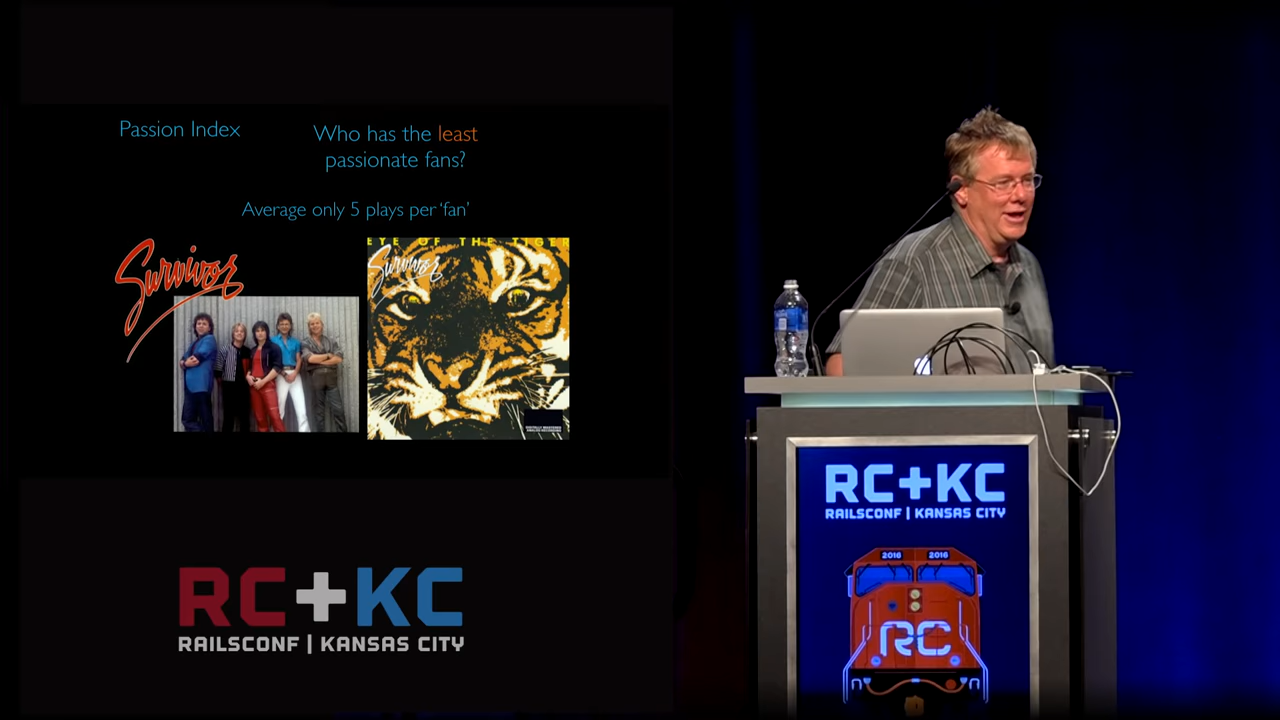 Passion Index
Who has the least
passionate fans?
Average only 5 plays per 'fan'
Survivor
EYE OF THE TIGER
Survivor
RC+KC
RAILSCONF | KANSAS CITY
RC+KC
RAILSCONF | KANSAS CITY
2016 2016
RC